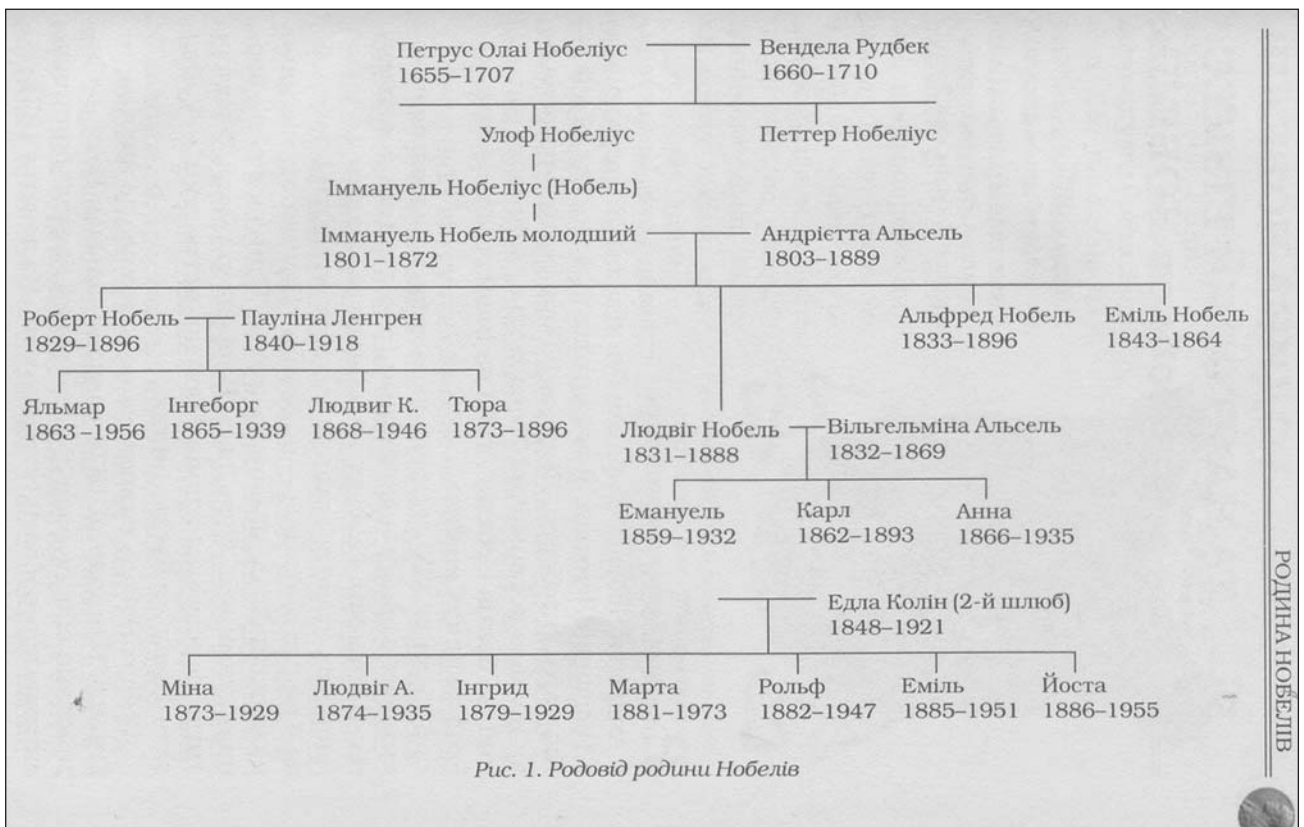 Петрус Олаі Нобеліус
1655–1707
Вендела Рудбек
1660–1710
Улоф Нобеліус
Петтер Нобеліус
Іммануель Нобеліус (Нобель)
Іммануель Нобель молодший
1801–1872
Андрієтта Альсель
1803–1889
Роберт Нобель
1829–1896
Пауліна Ленгрен
1840–1918
Альфред Нобель
1833–1896
Еміль Нобель
1843–1864
Яльмар
1863–1956
Інгеборг
1865–1939
Людвиг К.
1868–1946
Тюра
1873–1896
Людвіг Нобель
1831–1888
Вільгельміна Альсель
1832–1869
Емануель
1859–1932
Карл
1862–1893
Анна
1866–1935
Едла Колін (2-й шлюб)
1848–1921
Міна
1873–1929
Людвіг А.
1874–1935
Інгрид
1879–1929
Марта
1881–1973
Рольф
1882–1947
Еміль
1885–1951
Йоста
1886–1955
Рис. 1. Родовід родини Нобелів
РОДИНА НОБЕЛІВ